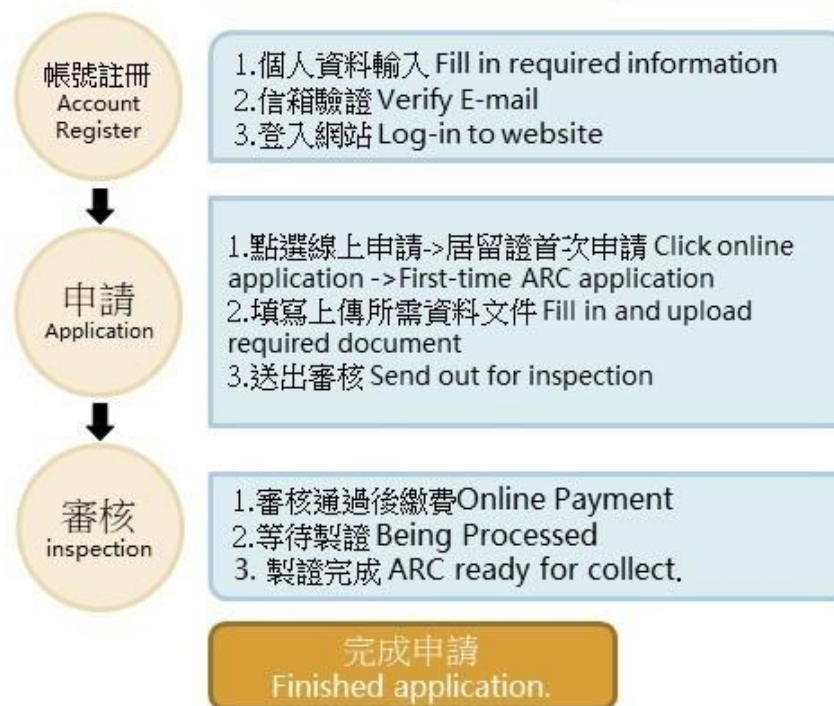 帳號註冊
Account
Register
1.個人資料輸入 Fill in required information
2.信箱驗證 Verify E-mail
3.登入網站 Log-in to website
申請
Application
1.點選線上申請->居留證首次申請 Click online
application ->First-time ARC application
2.填寫上傳所需資料文件 Fill in and upload
required document
3.送出審核 Send out for inspection
審核
inspection
1.審核通過後繳費Online Payment
2.等待製證 Being Processed
3. 製證完成 ARC ready for collect.
完成申請
Finished application.